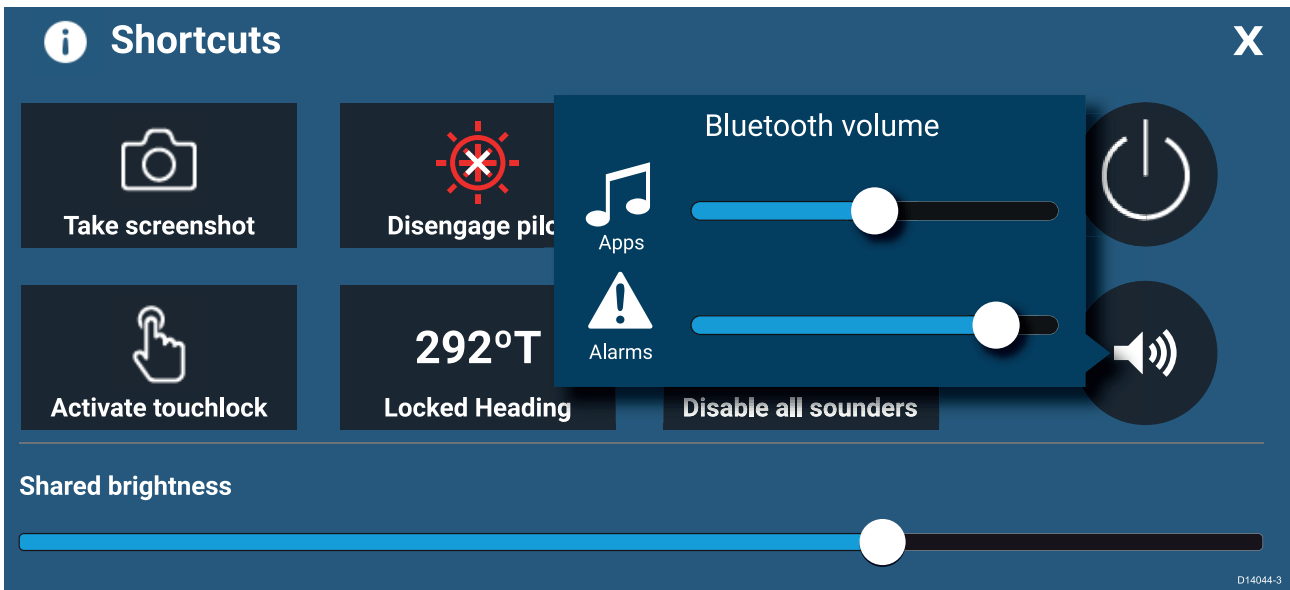 Shortcuts
X
Bluetooth volume
Take screenshot
Disengage pilo
Apps
292°T
Alarms
Activate touchlock
Locked Heading
Disable all sounders
Shared brightness
D14044-3